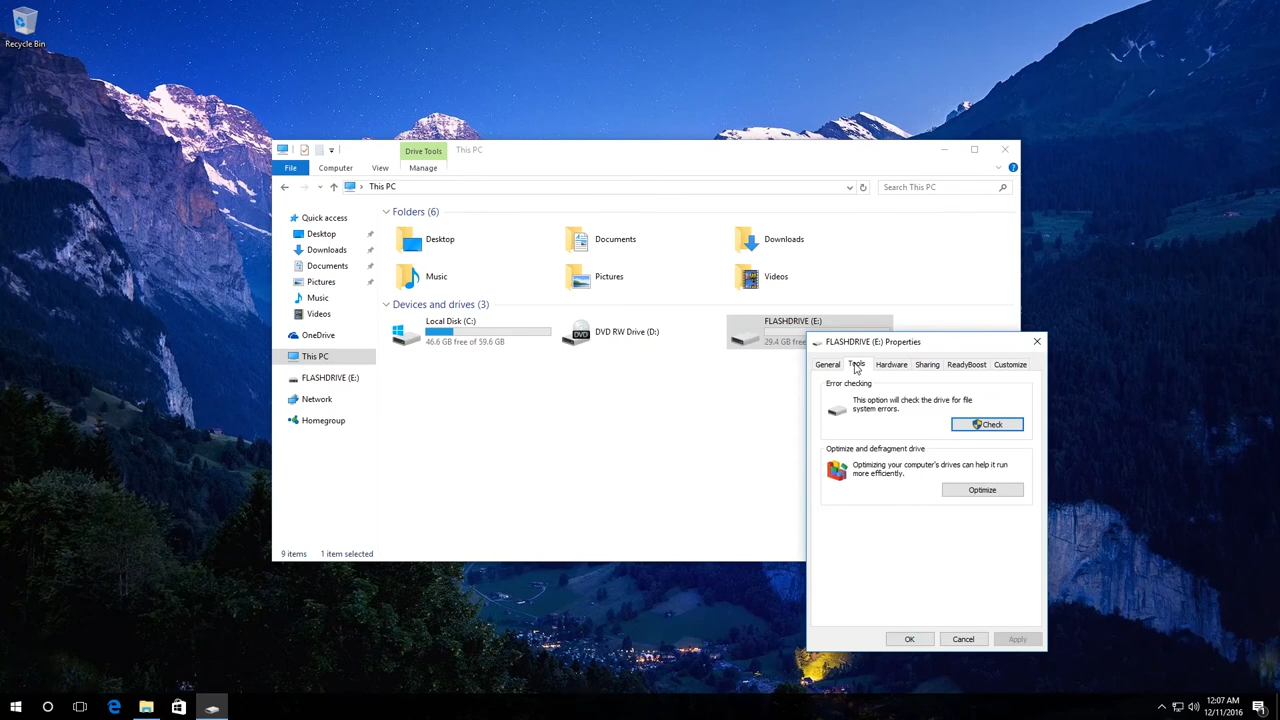 Recycle Bin
Drive Tools
This PC
File
Computer
View
Manage
This PC
Search This PC
Quick access
Desktop
Downloads
Documents
Pictures
Music
Videos
OneDrive
This PC
FLASHDRIVE (E:)
Network
Homegroup
Folders (6)
Desktop
Documents
Downloads
Music
Pictures
Videos
Devices and drives (3)
Local Disk (C:)
46.6 GB free of 59.6 GB
DVD
DVD RW Drive (D:)
FLASHDRIVE (E:)
29.4 GB free
9 items
1 item selected
FLASHDRIVE (E:) Properties
General
Tools
Hardware
Sharing
ReadyBoost
Customize
Error checking
This option will check the drive for file
system errors.
Check
Optimize and defragment drive
Optimizing your computer's drives can help it run
more efficiently.
Optimize
OK
Cancel
Apply
12:07 AM
12/11/2016
1